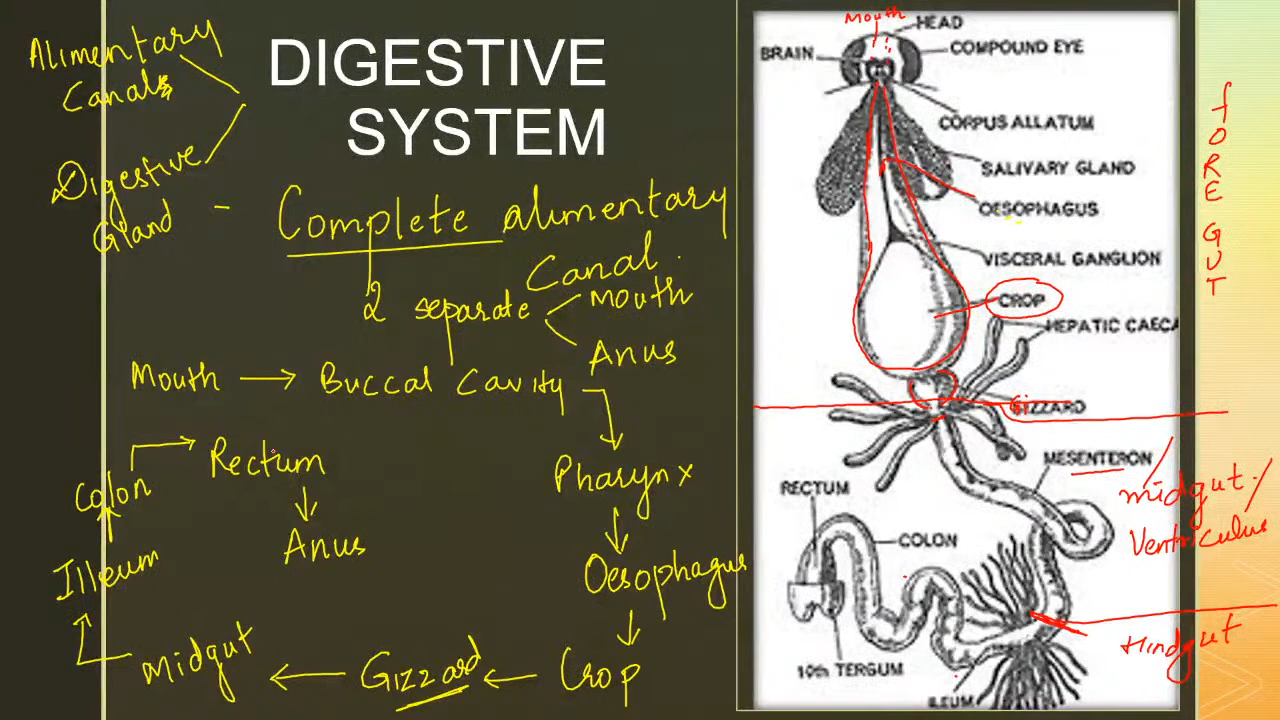 Alimentary
Canals
Digestive
Gland
DIGESTIVE
SYSTEM
- Complete alimentary
Canal.
2 separate
Mouth
Anus
Mouth → Buccal Cavity
Pharynx
Oesophagus
Crop
Gizzard
Midgut
Illeum
Colon
Rectum
Anus
Mouth
HEAD
BRAIN
COMPOUND EYE
CORPUS ALLATUM
SALIVARY GLAND
OESOPHAGUS
VISCERAL GANGLION
CROP
HEPATIC CAECA
GIZZARD
MESENTERON
RECTUM
COLON
10th TERGUM
ILEUM
fORE GUT
midgut /
Ventriculus
Hindgut